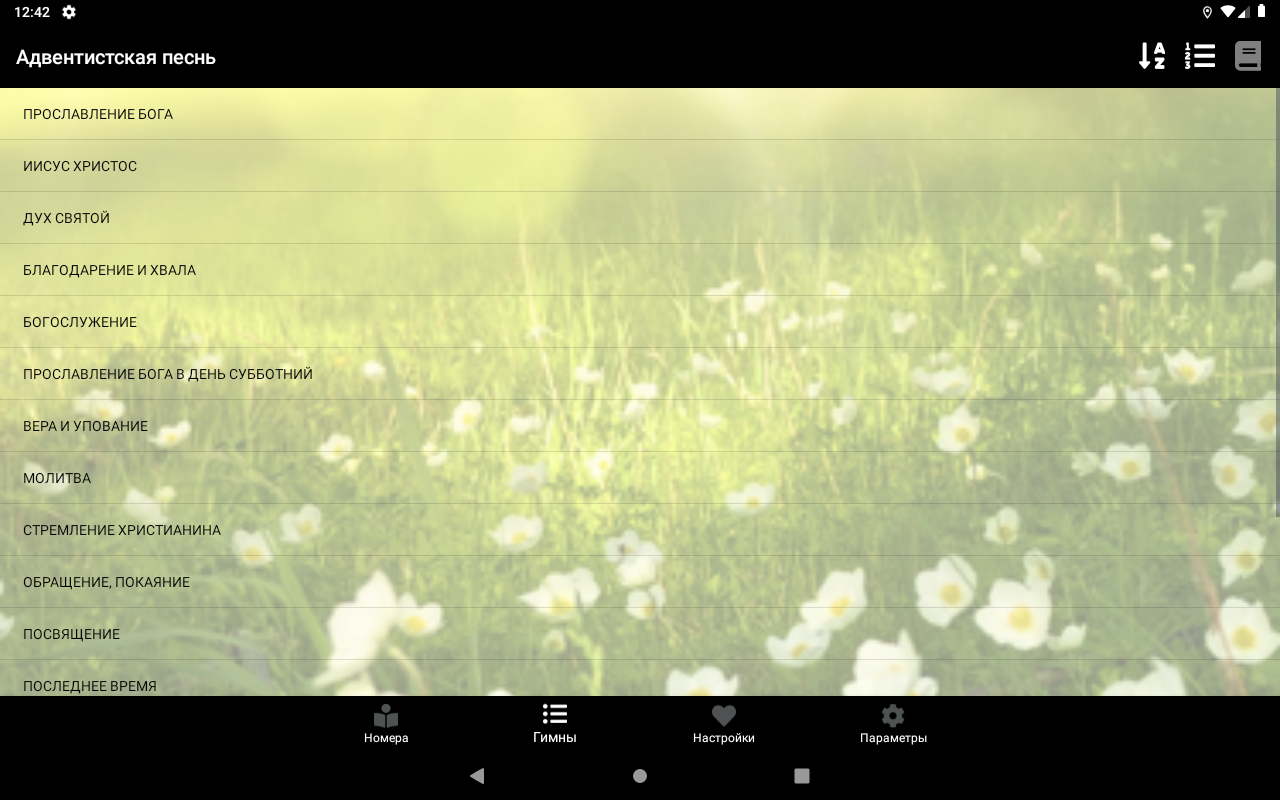 12:42
Адвентистская песнь
ПРОСЛАВЛЕНИЕ БОГА
ИИСУС ХРИСТОС
ДУХ СВЯТОЙ
БЛАГОДАРЕНИЕ И ХВАЛА
БОГОСЛУЖЕНИЕ
ПРОСЛАВЛЕНИЕ БОГА В ДЕНЬ СУББОТНИЙ
ВЕРА И УПОВАНИЕ
МОЛИТВА
СТРЕМЛЕНИЕ ХРИСТИАНИНА
ОБРАЩЕНИЕ, ПОКАЯНИЕ
ПОСВЯЩЕНИЕ
ПОСЛЕДНЕЕ ВРЕМЯ
Номера Гимны Настройки Параметры